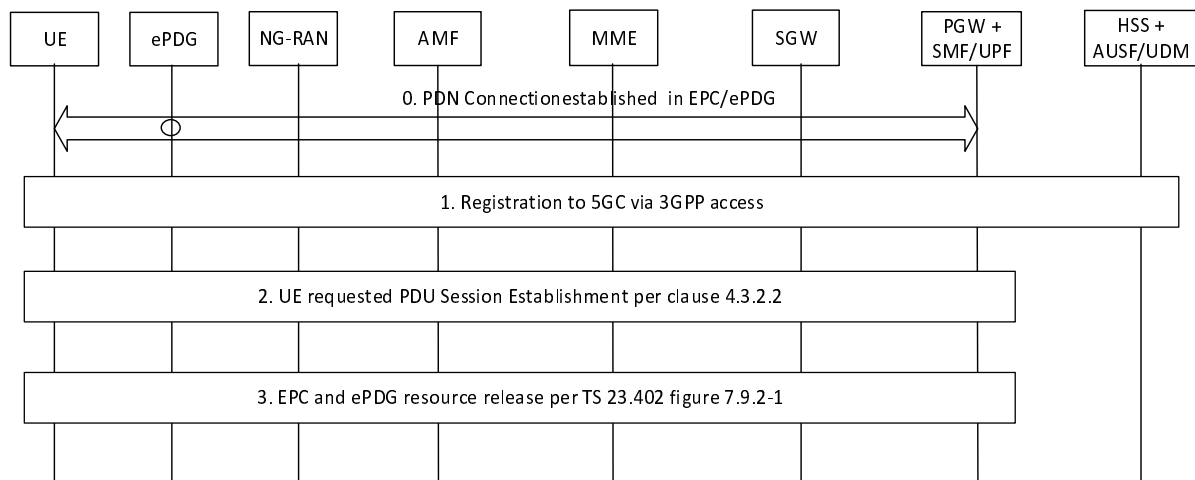 UE
ePDG
NG-RAN
AMF
MME
SGW
PGW +
SMF/UPF
HSS +
AUSF/UDM
0. PDN Connectionestablished in EPC/ePDG
1. Registration to 5GC via 3GPP access
2. UE requested PDU Session Establishment per clause 4.3.2.2
3. EPC and ePDG resource release per TS 23.402 figure 7.9.2-1